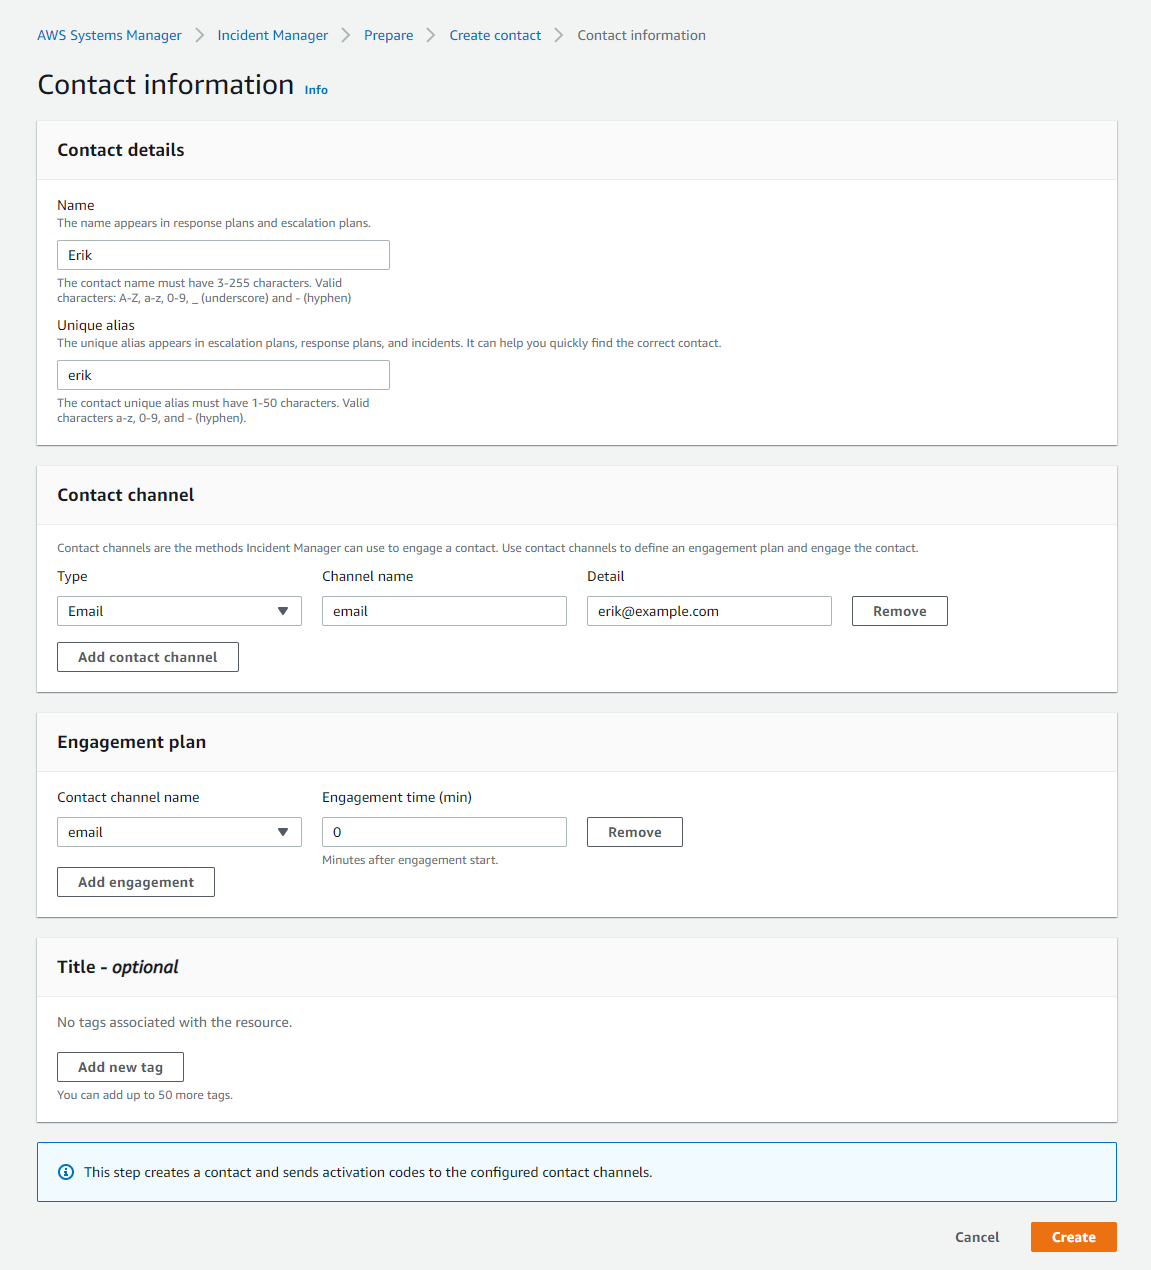 AWS Systems Manager > Incident Manager > Prepare > Create contact > Contact information
Contact information Info
Contact details
Name
The name appears in response plans and escalation plans.
Erik
The contact name must have 3-255 characters. Valid
characters: A-Z, a-z, 0-9, _ (underscore) and - (hyphen)
Unique alias
The unique alias appears in escalation plans, response plans, and incidents. It can help you quickly find the correct contact.
erik
The contact unique alias must have 1-50 characters. Valid
characters a-z, 0-9, and - (hyphen).
Contact channel
Contact channels are the methods Incident Manager can use to engage a contact. Use contact channels to define an engagement plan and engage the contact.
Type Channel name Detail
Email email erik@example.com Remove
Add contact channel
Engagement plan
Contact channel name Engagement time (min)
email 0 Remove
Minutes after engagement start.
Add engagement
Title - optional
No tags associated with the resource.
Add new tag
You can add up to 50 more tags.
This step creates a contact and sends activation codes to the configured contact channels.
Cancel Create